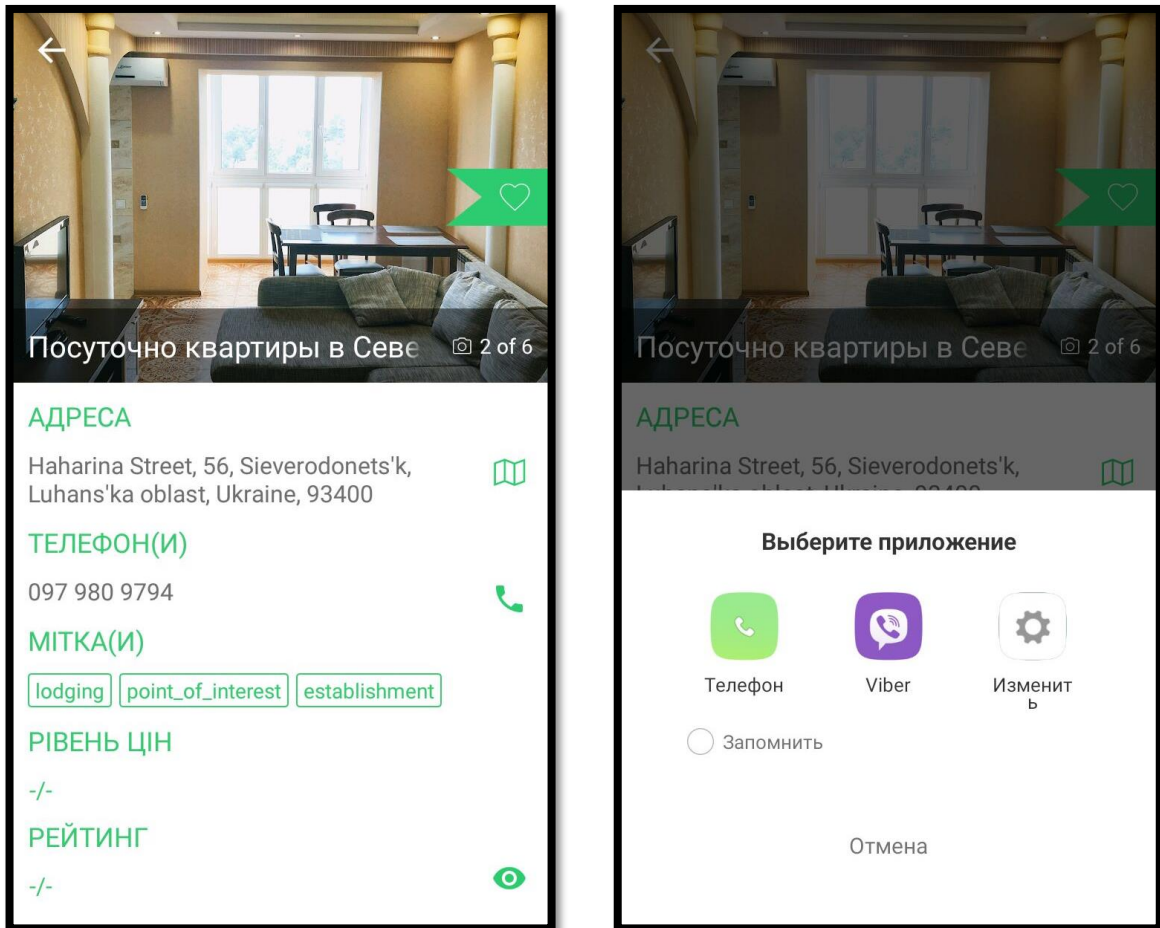 Посуточно квартиры в Севе
2 of 6
АДРЕСА
Haharina Street, 56, Sieverodonets'k,
Luhans'ka oblast, Ukraine, 93400
ТЕЛЕФОН(И)
097 980 9794
МІТКА(И)
lodging point_of_interest establishment
РІВЕНЬ ЦІН
-/-
РЕЙТИНГ
-/-
Посуточно квартиры в Севе
2 of 6
АДРЕСА
Haharina Street, 56, Sieverodonets'k,
Выберите приложение
Телефон Viber Изменит
ь
Запомнить
Отмена